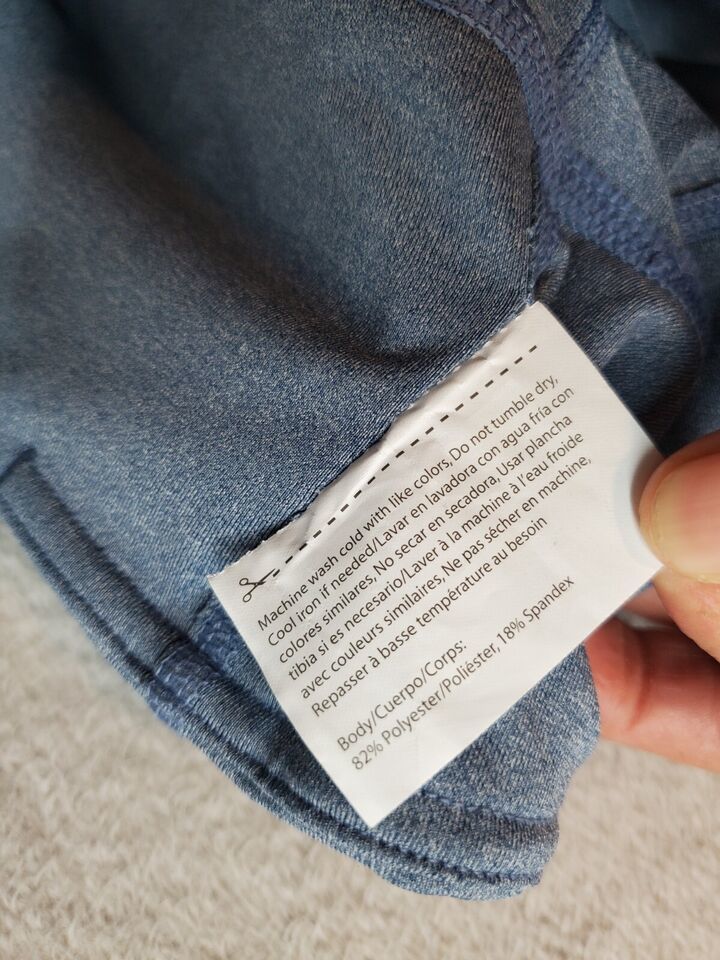 Machine wash cold with like colors, Do not tumble dry,
Cool iron if needed/Lavar en lavadora con agua fría con
colores similares, No secar en secadora, Usar plancha
tibia si es necesario/Laver à la machine à l'eau froide
avec couleurs similaires, Ne pas sécher en machine,
Repasser à basse température au besoin
Body/Cuerpo/Corps:
82% Polyester/Poliéster, 18% Spandex